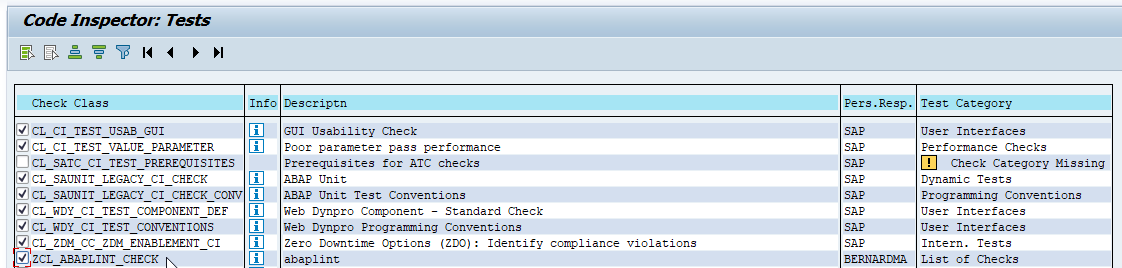 Code Inspector: Tests
Check Class Info Descriptn Pers.Resp. Test Category
CL_CI_TEST_USAB_GUI GUI Usability Check SAP User Interfaces
CL_CI_TEST_VALUE_PARAMETER Poor parameter pass performance SAP Performance Checks
CL_SATC_CI_TEST_PREREQUISITES Prerequisites for ATC checks SAP Check Category Missing
CL_SAUNIT_LEGACY_CI_CHECK ABAP Unit SAP Dynamic Tests
CL_SAUNIT_LEGACY_CI_CHECK_CONV ABAP Unit Test Conventions SAP Programming Conventions
CL_WDY_CI_TEST_COMPONENT_DEF Web Dynpro Component - Standard Check SAP User Interfaces
CL_WDY_CI_TEST_CONVENTIONS Web Dynpro Programming Conventions SAP User Interfaces
CL_ZDM_CC_ZDM_ENABLEMENT_CI Zero Downtime Options (ZDO): Identify compliance violations SAP Intern. Tests
ZCL_ABAPLINT_CHECK abaplint BERNARDMA List of Checks